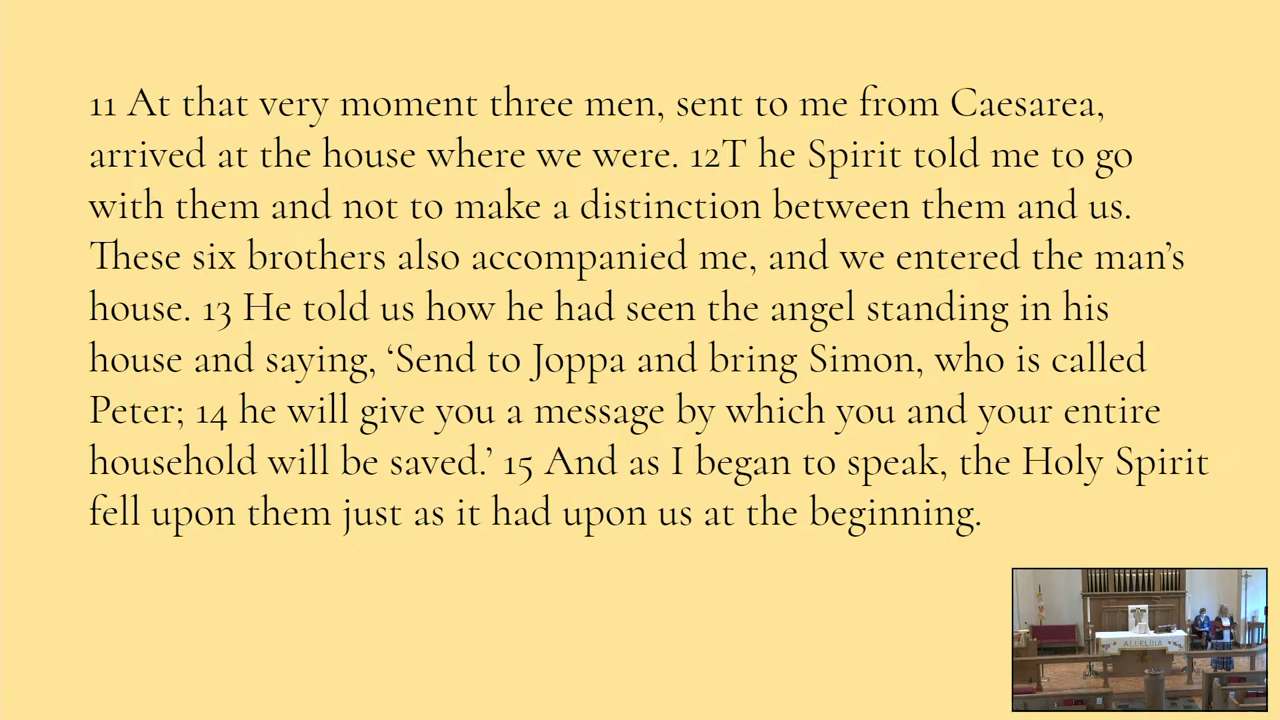 11 At that very moment three men, sent to me from Caesarea,
arrived at the house where we were. 12T he Spirit told me to go
with them and not to make a distinction between them and us.
These six brothers also accompanied me, and we entered the man’s
house. 13 He told us how he had seen the angel standing in his
house and saying, ‘Send to Joppa and bring Simon, who is called
Peter; 14 he will give you a message by which you and your entire
household will be saved.’ 15 And as I began to speak, the Holy Spirit
fell upon them just as it had upon us at the beginning.
ALLELUIA